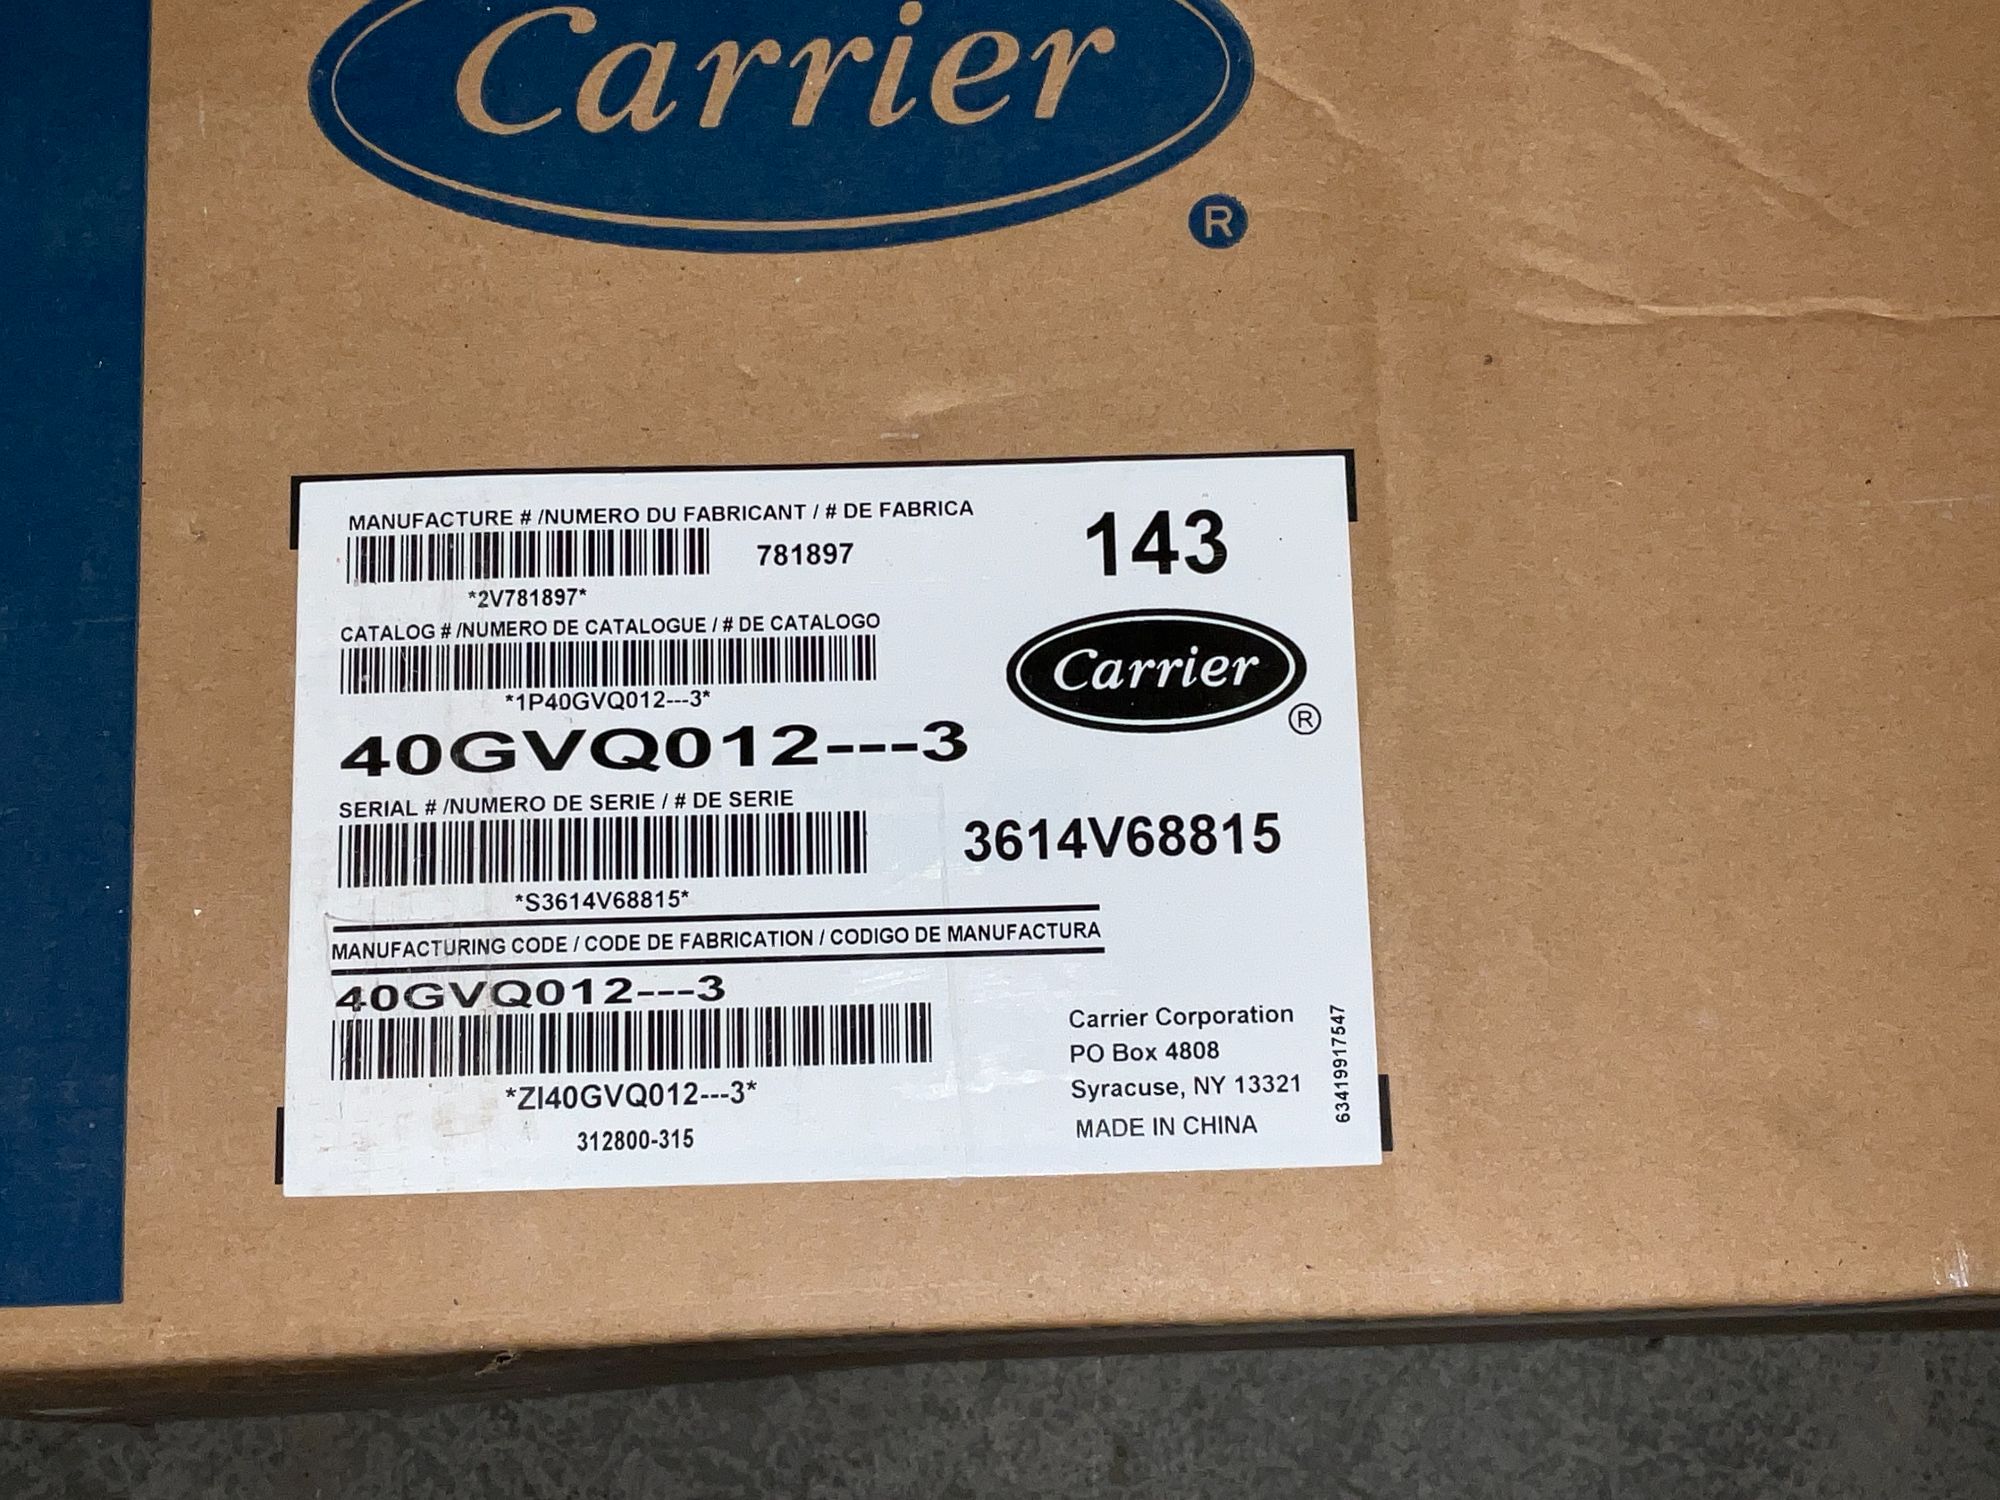 Carrier
®
MANUFACTURE # /NUMERO DU FABRICANT / # DE FABRICA
781897
143
*2V781897*
CATALOG # /NUMERO DE CATALOGUE / # DE CATALOGO
*1P40GVQ012---3*
Carrier
®
40GVQ012---3
SERIAL # /NUMERO DE SERIE / # DE SERIE
3614V68815
*S3614V68815*
MANUFACTURING CODE / CODE DE FABRICATION / CODIGO DE MANUFACTURA
40GVQ012---3
*ZI40GVQ012---3*
312800-315
Carrier Corporation
PO Box 4808
Syracuse, NY 13321
MADE IN CHINA
63419917547